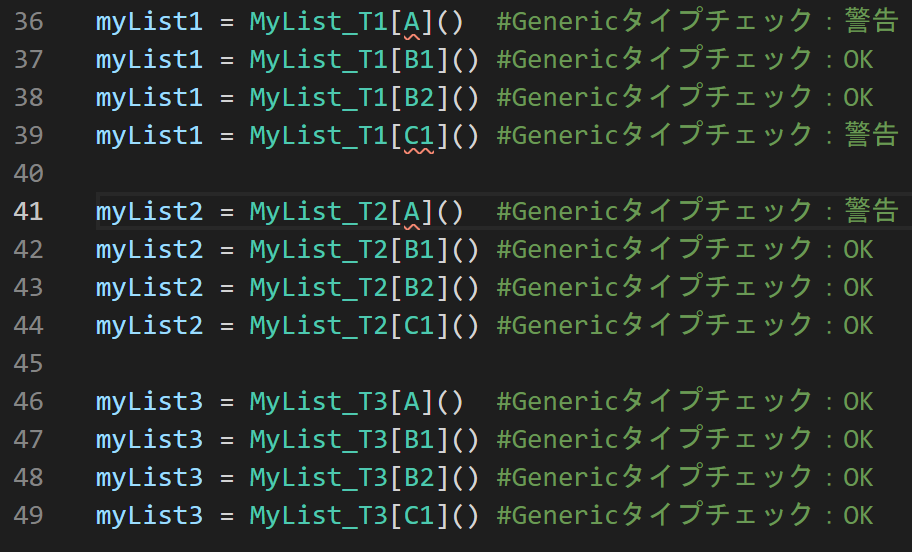 36 myList1 = MyList_T1[A]()  #Genericタイプチェック：警告
37 myList1 = MyList_T1[B1]() #Genericタイプチェック：OK
38 myList1 = MyList_T1[B2]() #Genericタイプチェック：OK
39 myList1 = MyList_T1[C1]() #Genericタイプチェック：警告
40
41 myList2 = MyList_T2[A]()  #Genericタイプチェック：警告
42 myList2 = MyList_T2[B1]() #Genericタイプチェック：OK
43 myList2 = MyList_T2[B2]() #Genericタイプチェック：OK
44 myList2 = MyList_T2[C1]() #Genericタイプチェック：OK
45
46 myList3 = MyList_T3[A]()  #Genericタイプチェック：OK
47 myList3 = MyList_T3[B1]() #Genericタイプチェック：OK
48 myList3 = MyList_T3[B2]() #Genericタイプチェック：OK
49 myList3 = MyList_T3[C1]() #Genericタイプチェック：OK